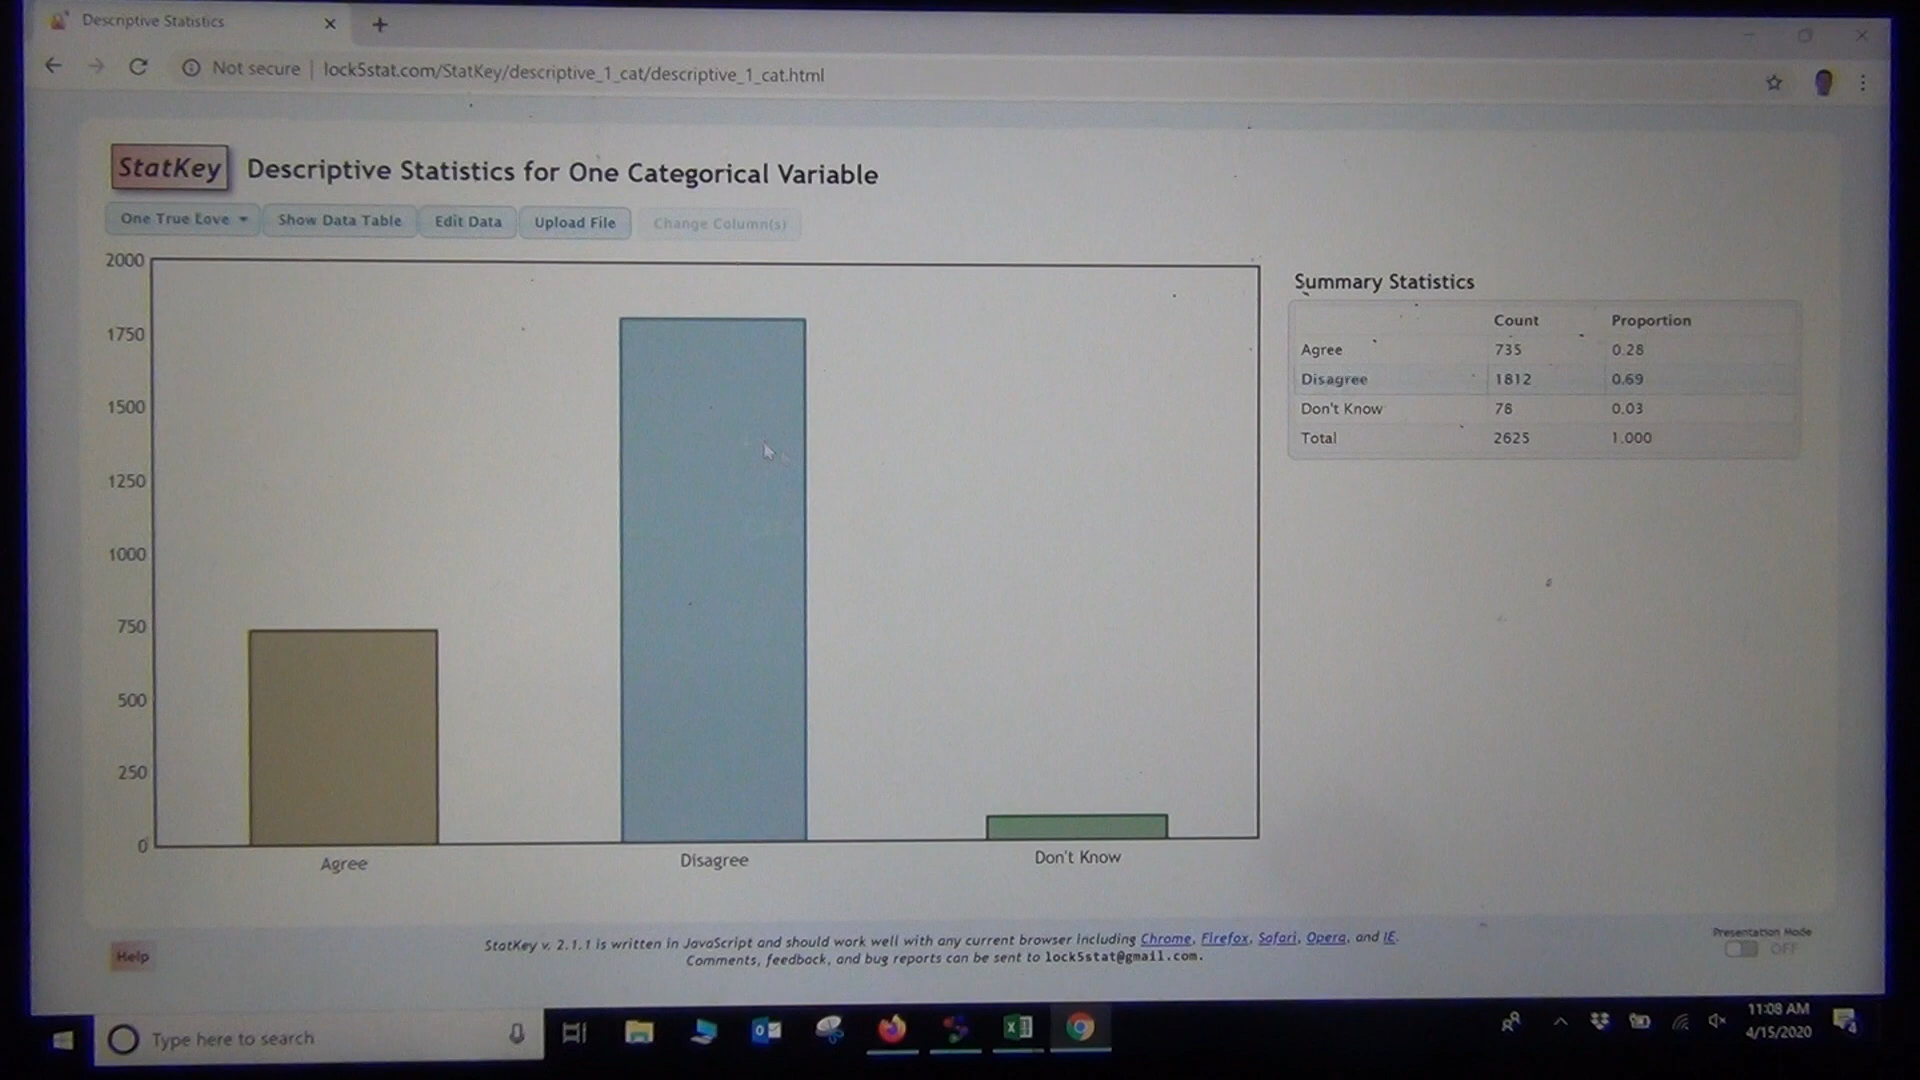 Descriptive Statistics
Not secure | lock5stat.com/StatKey/descriptive_1_cat/descriptive_1_cat.html
StatKey Descriptive Statistics for One Categorical Variable
One True Love Show Data Table Edit Data Upload File Change Column(s)
2000
1750
1500
1250
1000
750
500
250
0
Agree Disagree Don't Know
Summary Statistics
Count Proportion
Agree 735 0.28
Disagree 1812 0.69
Don't Know 78 0.03
Total 2625 1.000
StatKey v. 2.1.1 is written in JavaScript and should work well with any current browser including Chrome, Firefox, Safari, Opera, and IE.
Comments, feedback, and bug reports can be sent to lock5stat@gmail.com.
Help
Presentation Mode
OFF
Type here to search
11:08 AM
4/15/2020